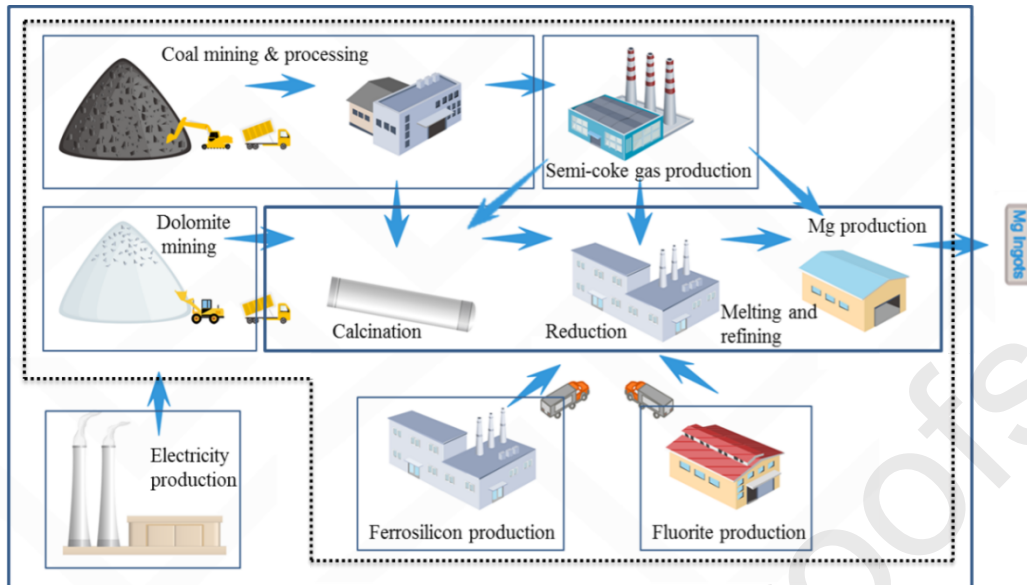 Coal mining & processing
Semi-coke gas production
Dolomite
mining
Mg production
Mg Ingots
Calcination
Reduction
Melting and
refining
Electricity
production
Ferrosilicon production
Fluorite production